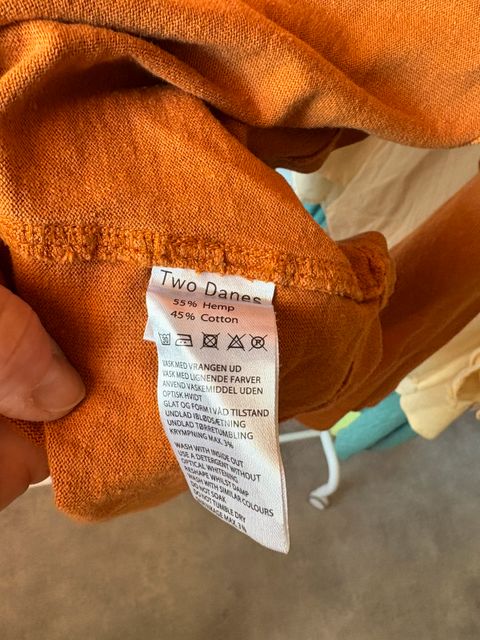 Two Danes
55% Hemp
45% Cotton
VASK MED VRANGEN UD
VASK MED LIGNENDE FARVER
ANVEND VASKEMIDDEL UDEN
OPTISK HVIDT
GLAT OG FORM I VÅD TILSTAND
UNDLAD IBLØDSÆTNING
UNDLAD TØRRETUMBLING
KRYMPNING MAX. 3%
WASH WITH INSIDE OUT
USE A DETERGENT WITHOUT
OPTICAL WHITENING
RESHAPE WHILST DAMP
WASH WITH SIMILAR COLOURS
DO NOT SOAK
DO NOT TUMBLE DRY
MAX. 3%